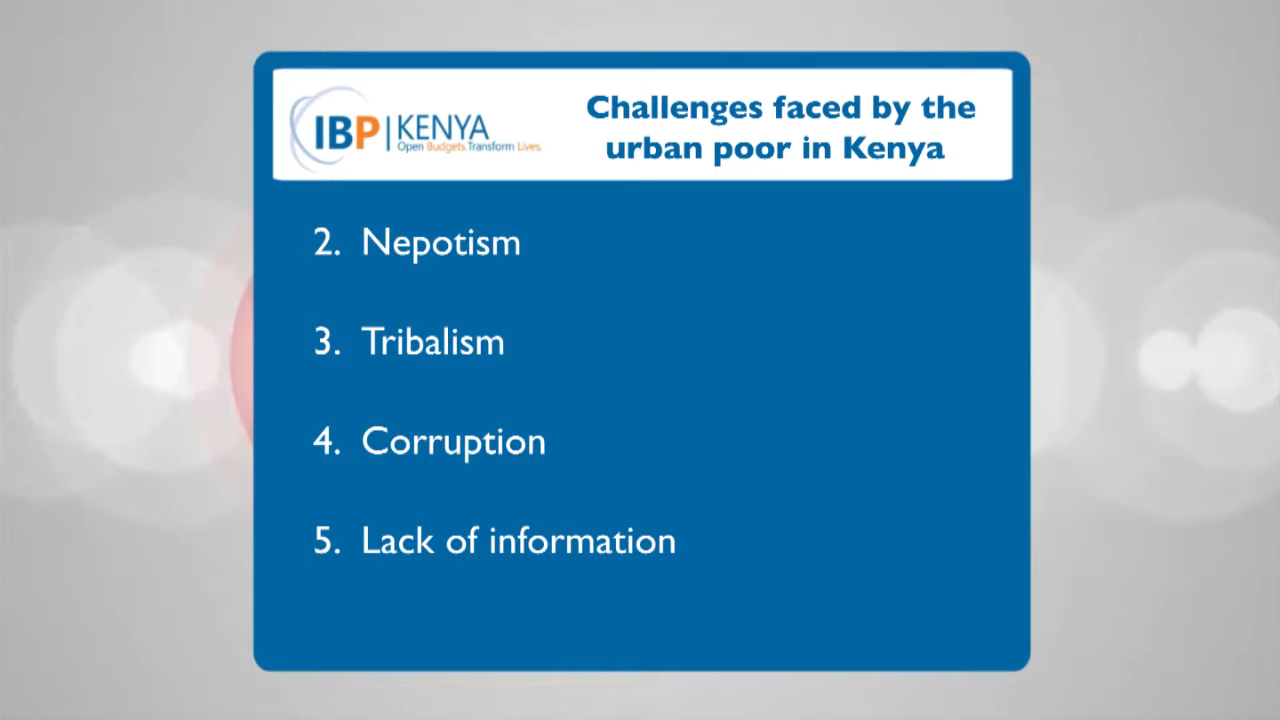 IBP | KENYA
Open Budgets. Transform Lives.
Challenges faced by the
urban poor in Kenya
2. Nepotism
3. Tribalism
4. Corruption
5. Lack of information